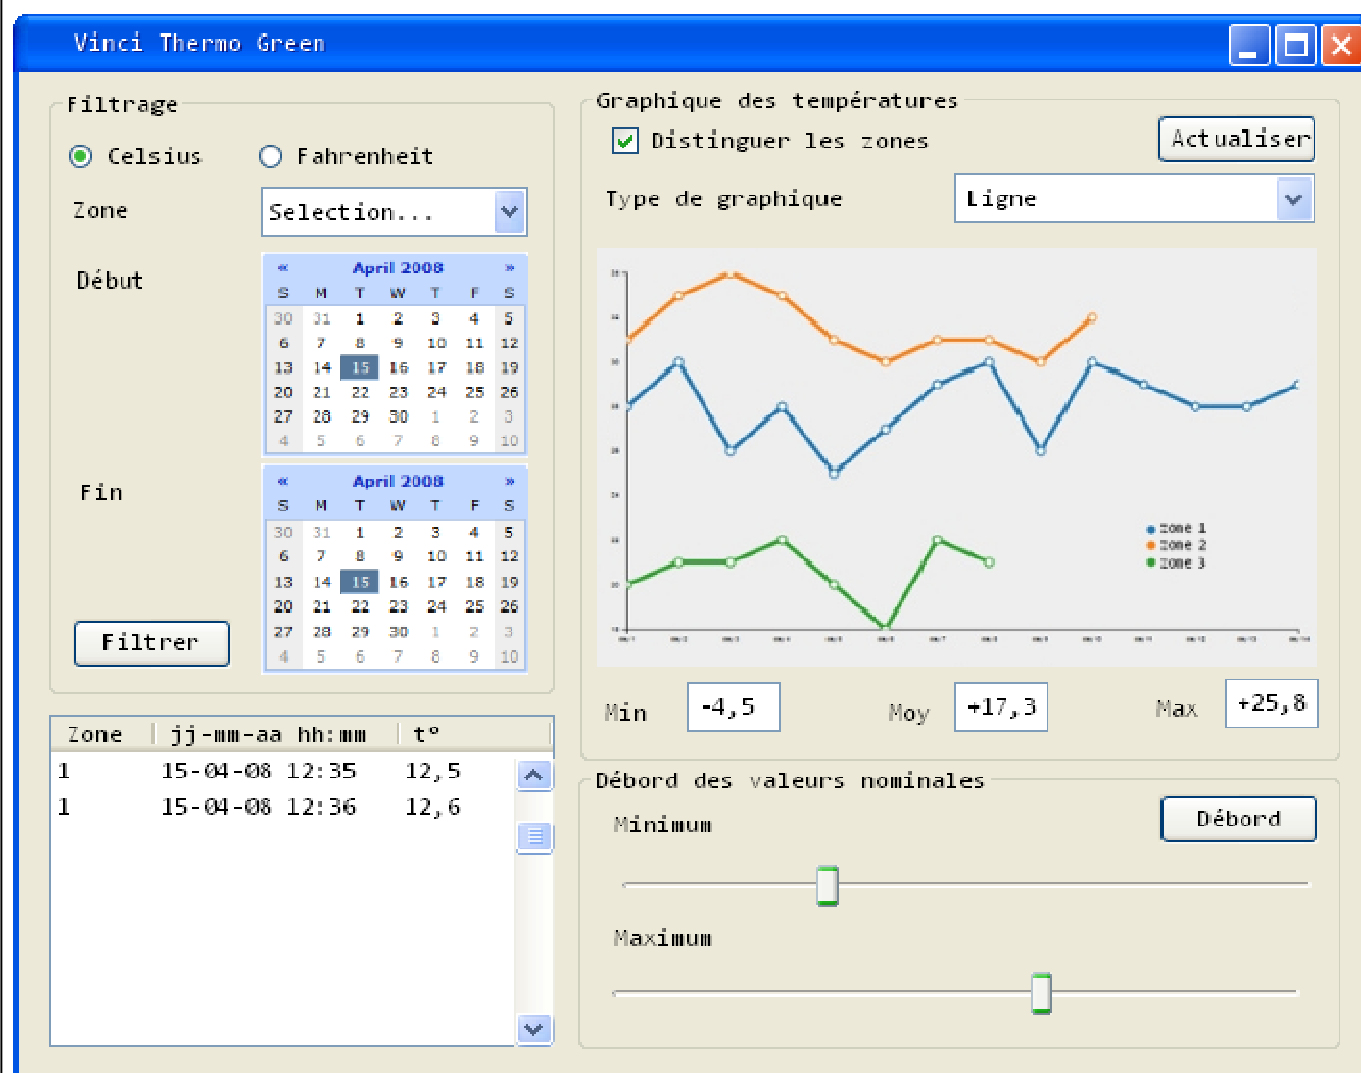 Vinci Thermo Green
Filtrage
Celsius Fahrenheit
Zone Selection...
Début
« April 2008 »
S M T W T F S
30 31 1 2 3 4 5
6 7 8 9 10 11 12
13 14 15 16 17 18 19
20 21 22 23 24 25 26
27 28 29 30 1 2 3
4 5 6 7 8 9 10
Fin
« April 2008 »
S M T W T F S
30 31 1 2 3 4 5
6 7 8 9 10 11 12
13 14 15 16 17 18 19
20 21 22 23 24 25 26
27 28 29 30 1 2 3
4 5 6 7 8 9 10
Filtrer
Zone jj-mm-aa hh:mm t°
1 15-04-08 12:35 12,5
1 15-04-08 12:36 12,6
Graphique des températures
Distinguer les zones
Actualiser
Type de graphique Ligne
zone 1
zone 2
zone 3
Min -4,5 Moy +17,3 Max +25,8
Débord des valeurs nominales
Minimum
Débord
Maximum